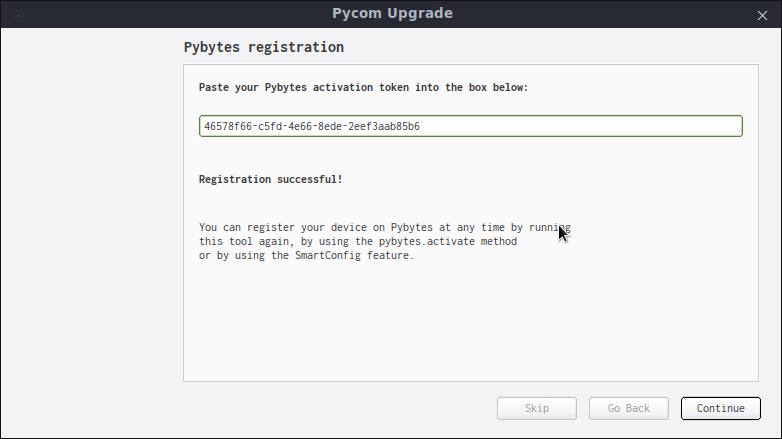 Pycom Upgrade
Pybytes registration
Paste your Pybytes activation token into the box below:
46578f66-c5fd-4e66-8ede-2eef3aab85b6
Registration successful!
You can register your device on Pybytes at any time by running
this tool again, by using the pybytes.activate method
or by using the SmartConfig feature.
Skip
Go Back
Continue